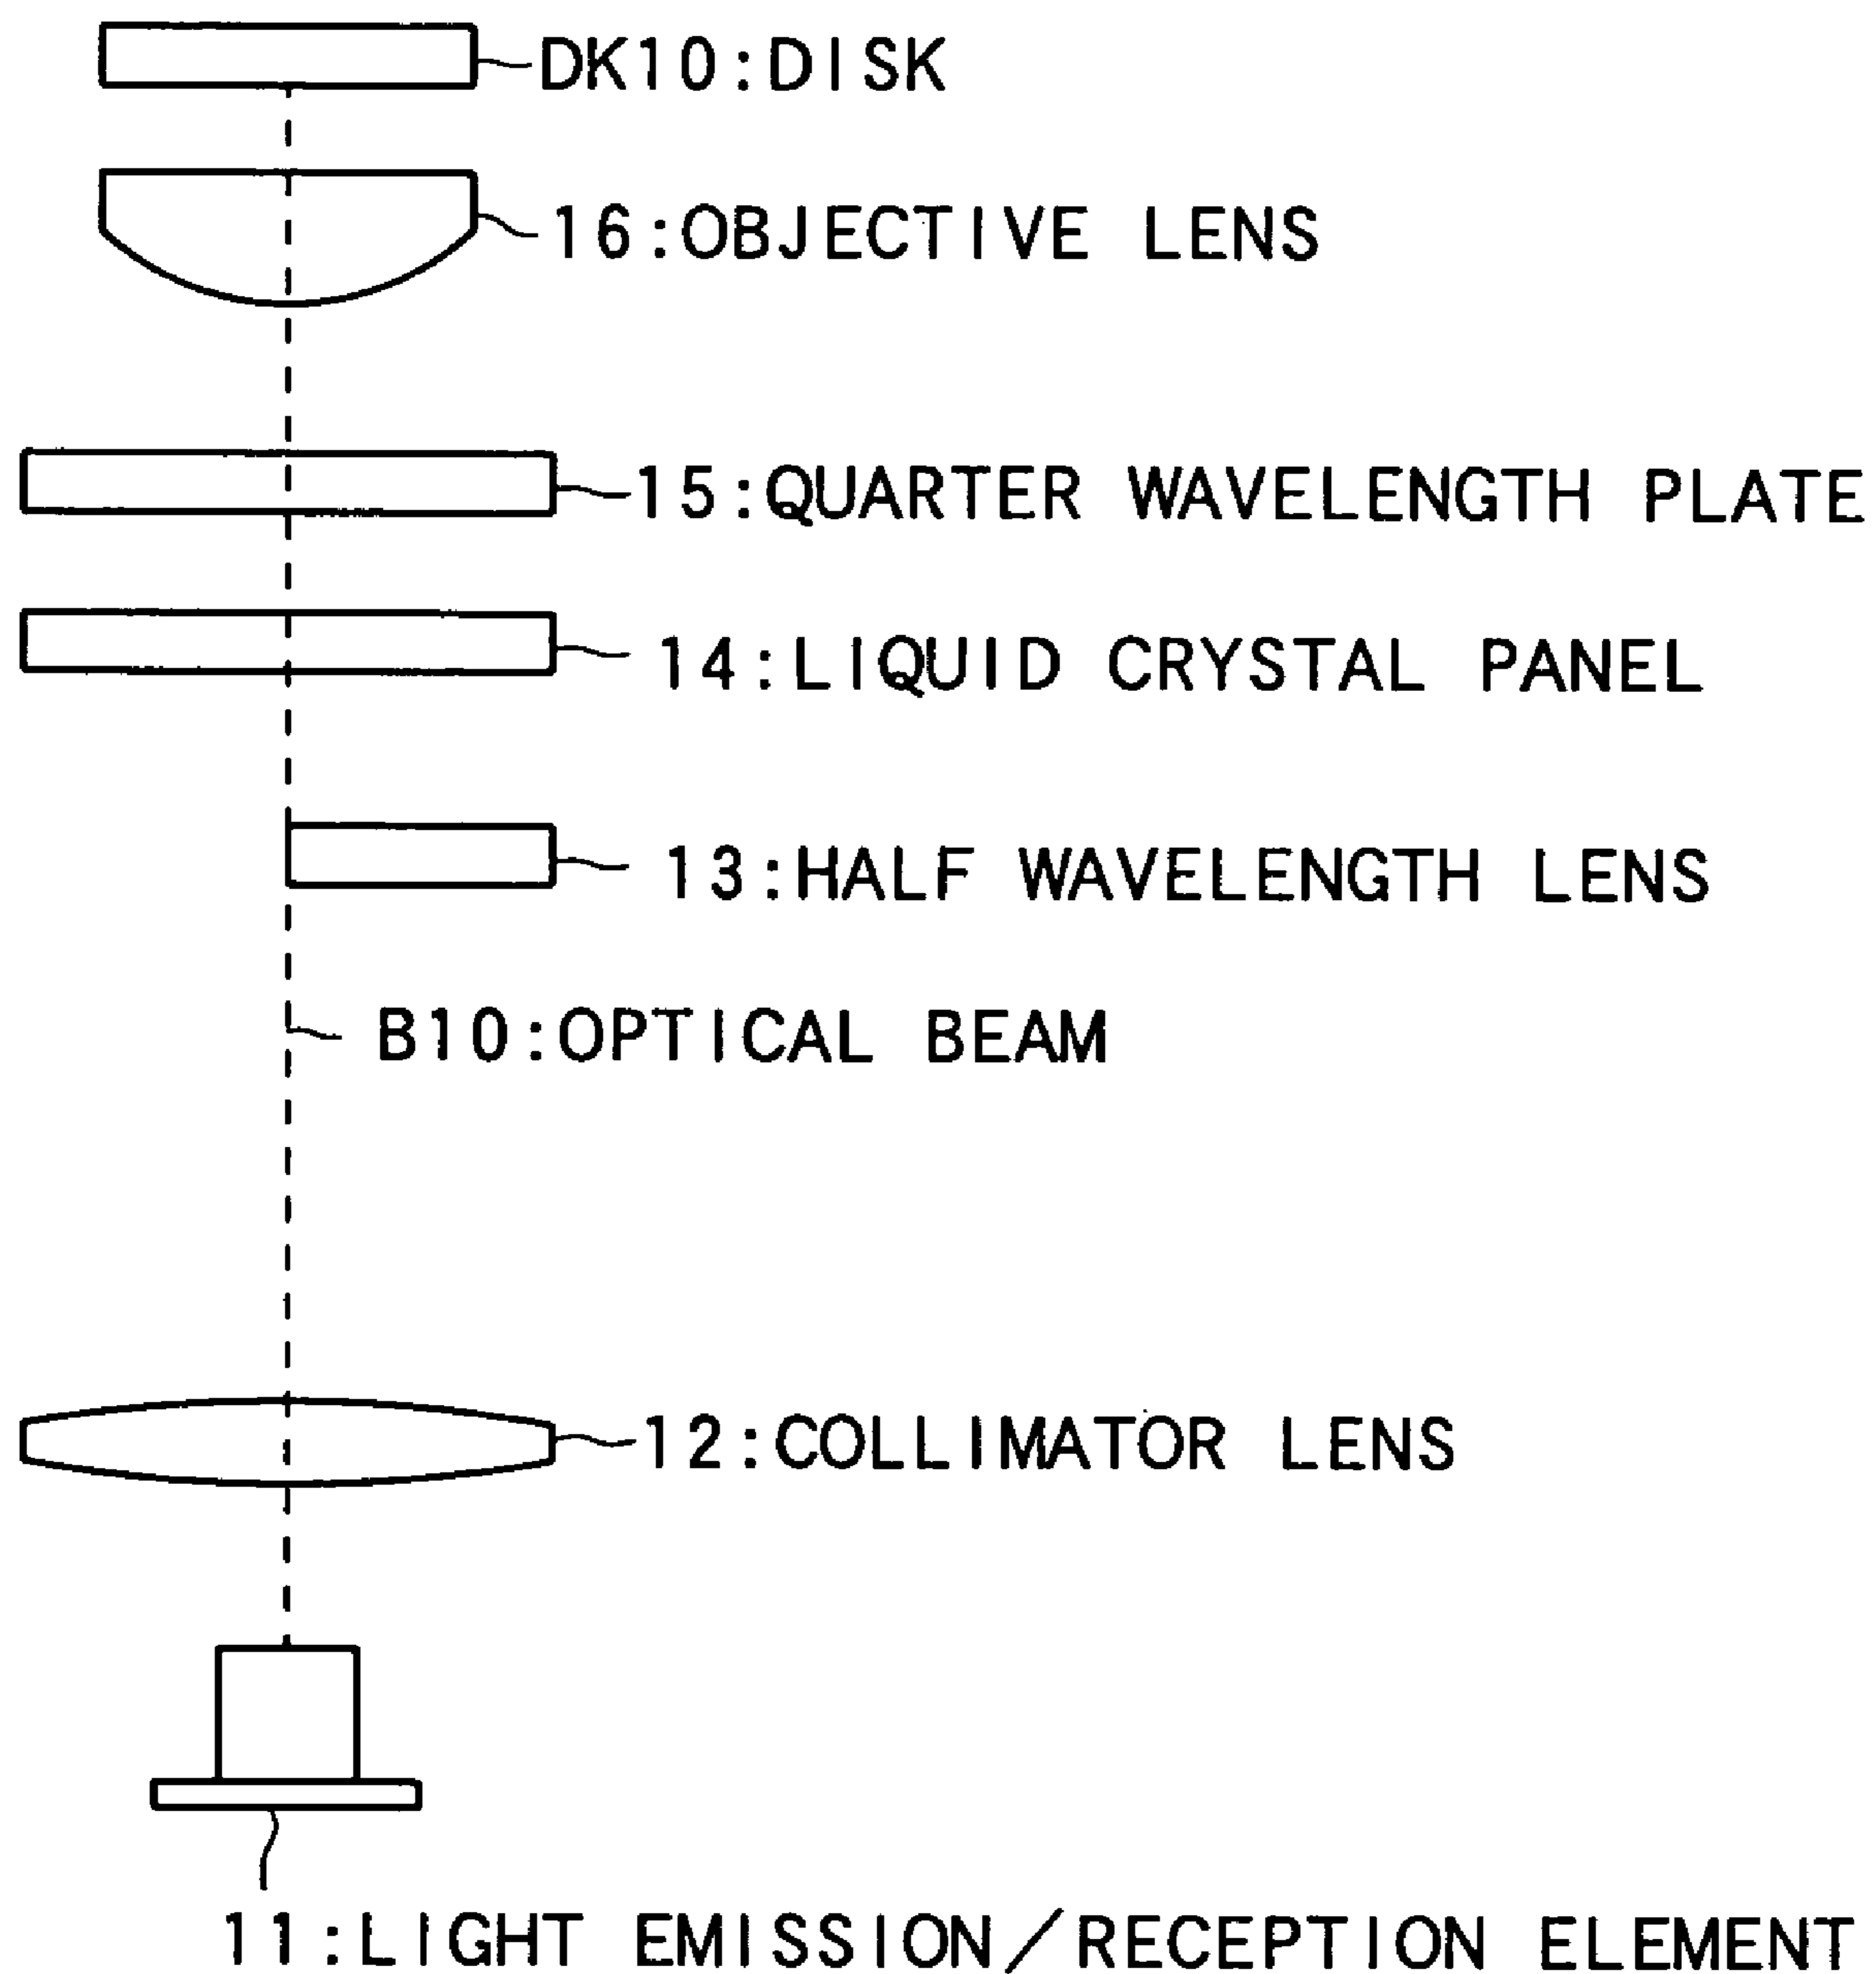 DK10:DISK
16:OBJECTIVE LENS
15:QUARTER WAVELENGTH PLATE
14:LIQUID CRYSTAL PANEL
13:HALF WAVELENGTH LENS
B10:OPTICAL BEAM
12:COLLIMATOR LENS
11:LIGHT EMISSION/RECEPTION ELEMENT